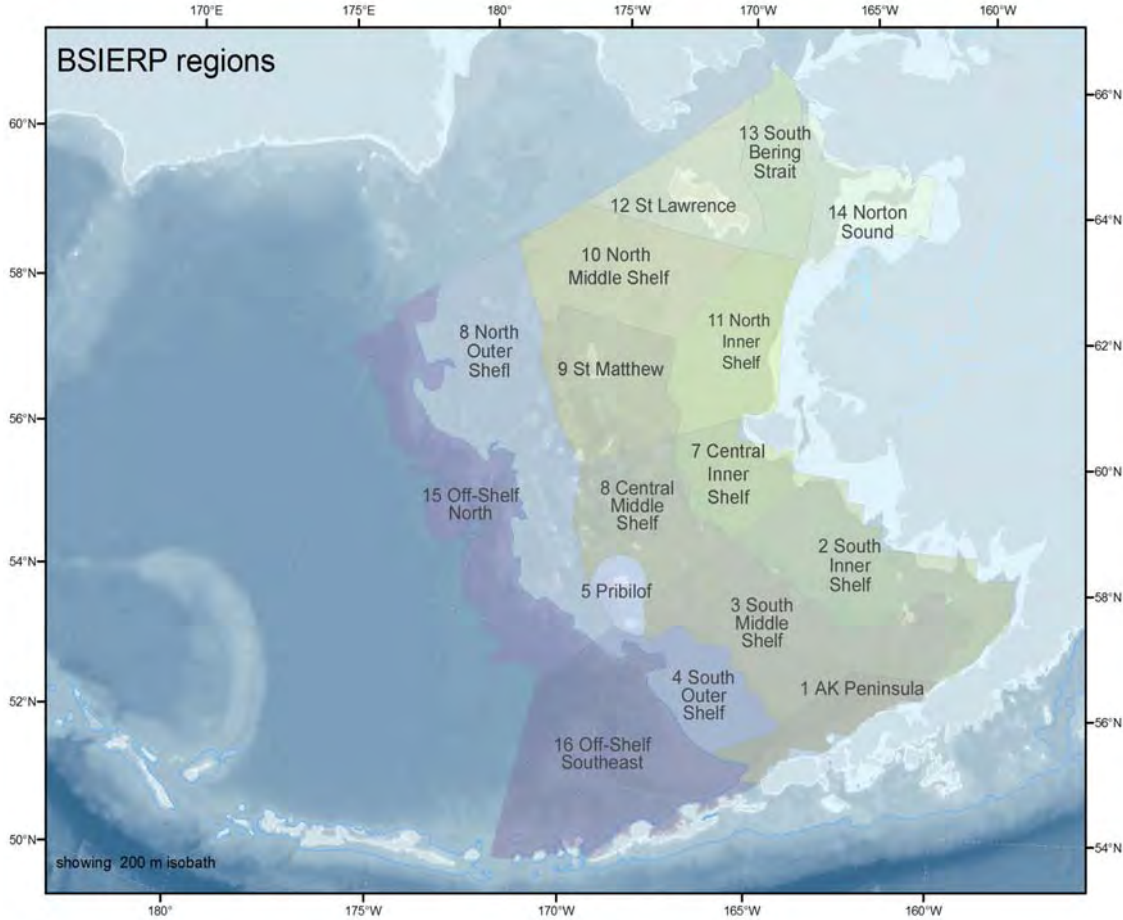 170°E 175°E 180° 175°W 170°W 165°W 160°W
BSIERP regions
66°N
60°N
13 South
Bering
Strait
12 St Lawrence
14 Norton
Sound
64°N
58°N
10 North
Middle Shelf
8 North
Outer
Shefl
11 North
Inner
Shelf
62°N
9 St Matthew
56°N
7 Central
Inner
Shelf
60°N
15 Off-Shelf
North
8 Central
Middle
Shelf
54°N
2 South
Inner
Shelf
58°N
5 Pribilof
3 South
Middle
Shelf
52°N
4 South
Outer
Shelf
1 AK Peninsula
56°N
16 Off-Shelf
Southeast
50°N
54°N
showing 200 m isobath
180° 175°W 170°W 165°W 160°W